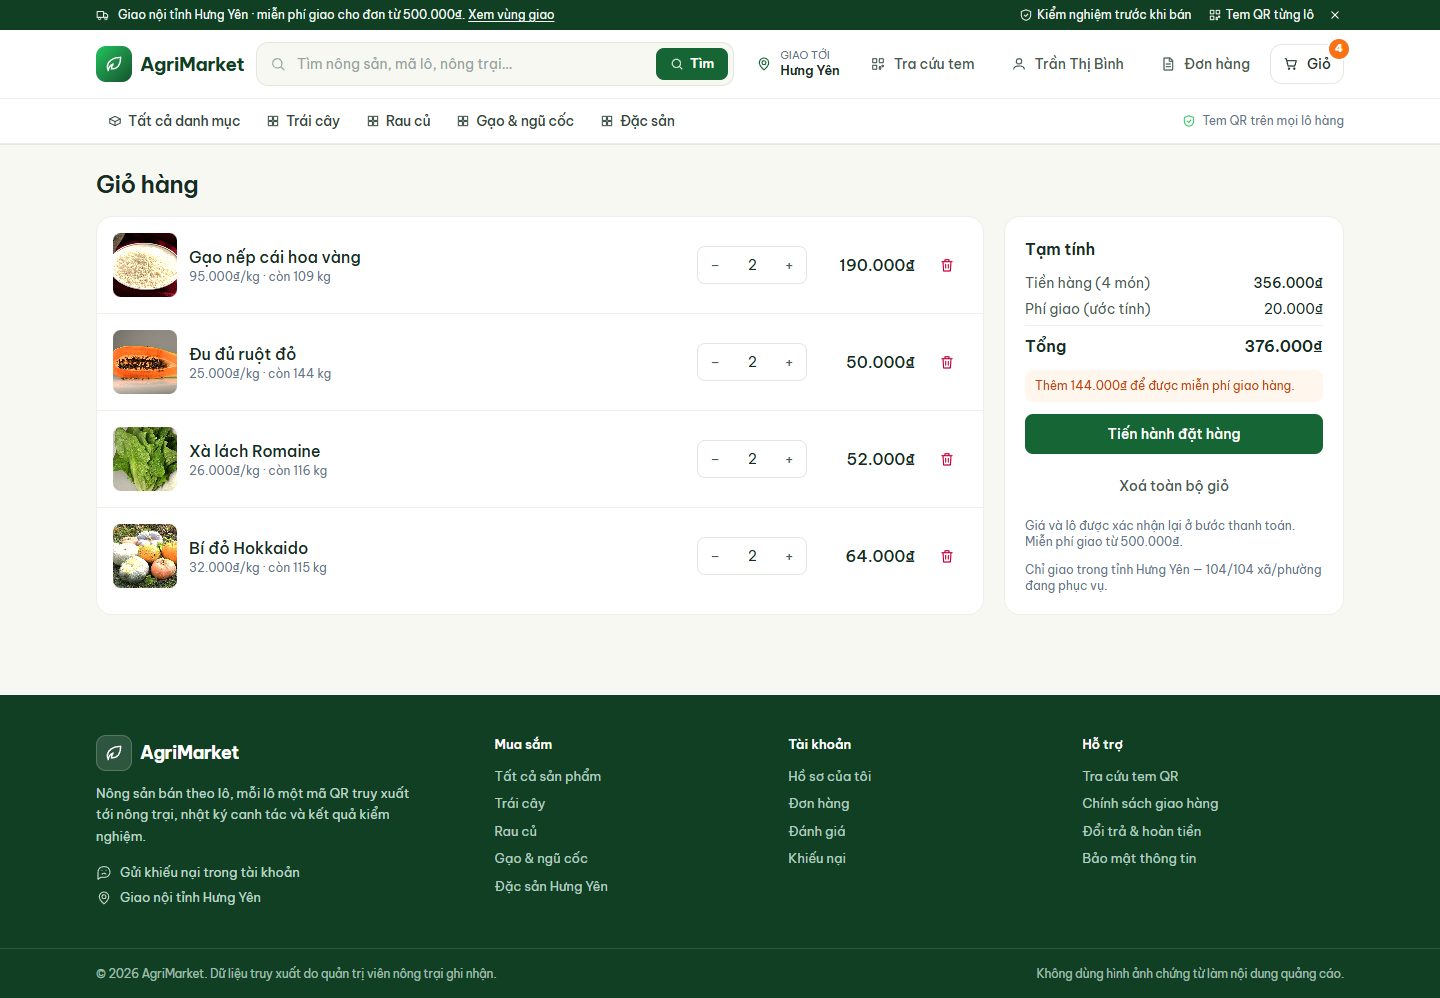 Giao nội tỉnh Hưng Yên · miễn phí giao cho đơn từ 500.000₫. Xem vùng giao
Kiểm nghiệm trước khi bán
Tem QR từng lô
AgriMarket
Tìm nông sản, mã lô, nông trại...
Tìm
GIAO TỚI
Hưng Yên
Tra cứu tem
Trần Thị Bình
Đơn hàng
Giỏ
4
Tất cả danh mục
Trái cây
Rau củ
Gạo & ngũ cốc
Đặc sản
Tem QR trên mọi lô hàng
Giỏ hàng
Gạo nếp cái hoa vàng
95.000₫/kg · còn 109 kg
− 2 +
190.000₫
Đu đủ ruột đỏ
25.000₫/kg · còn 144 kg
− 2 +
50.000₫
Xà lách Romaine
26.000₫/kg · còn 116 kg
− 2 +
52.000₫
Bí đỏ Hokkaido
32.000₫/kg · còn 115 kg
− 2 +
64.000₫
Tạm tính
Tiền hàng (4 món) 356.000₫
Phí giao (ước tính) 20.000₫
Tổng 376.000₫
Thêm 144.000₫ để được miễn phí giao hàng.
Tiến hành đặt hàng
Xoá toàn bộ giỏ
Giá và lô được xác nhận lại ở bước thanh toán.
Miễn phí giao từ 500.000₫.
Chỉ giao trong tỉnh Hưng Yên — 104/104 xã/phường
đang phục vụ.
AgriMarket
Nông sản bán theo lô, mỗi lô một mã QR truy xuất
tới nông trại, nhật ký canh tác và kết quả kiểm
nghiệm.
Gửi khiếu nại trong tài khoản
Giao nội tỉnh Hưng Yên
Mua sắm
Tất cả sản phẩm
Trái cây
Rau củ
Gạo & ngũ cốc
Đặc sản Hưng Yên
Tài khoản
Hồ sơ của tôi
Đơn hàng
Đánh giá
Khiếu nại
Hỗ trợ
Tra cứu tem QR
Chính sách giao hàng
Đổi trả & hoàn tiền
Bảo mật thông tin
© 2026 AgriMarket. Dữ liệu truy xuất do quản trị viên nông trại ghi nhận.
Không dùng hình ảnh chứng từ làm nội dung quảng cáo.